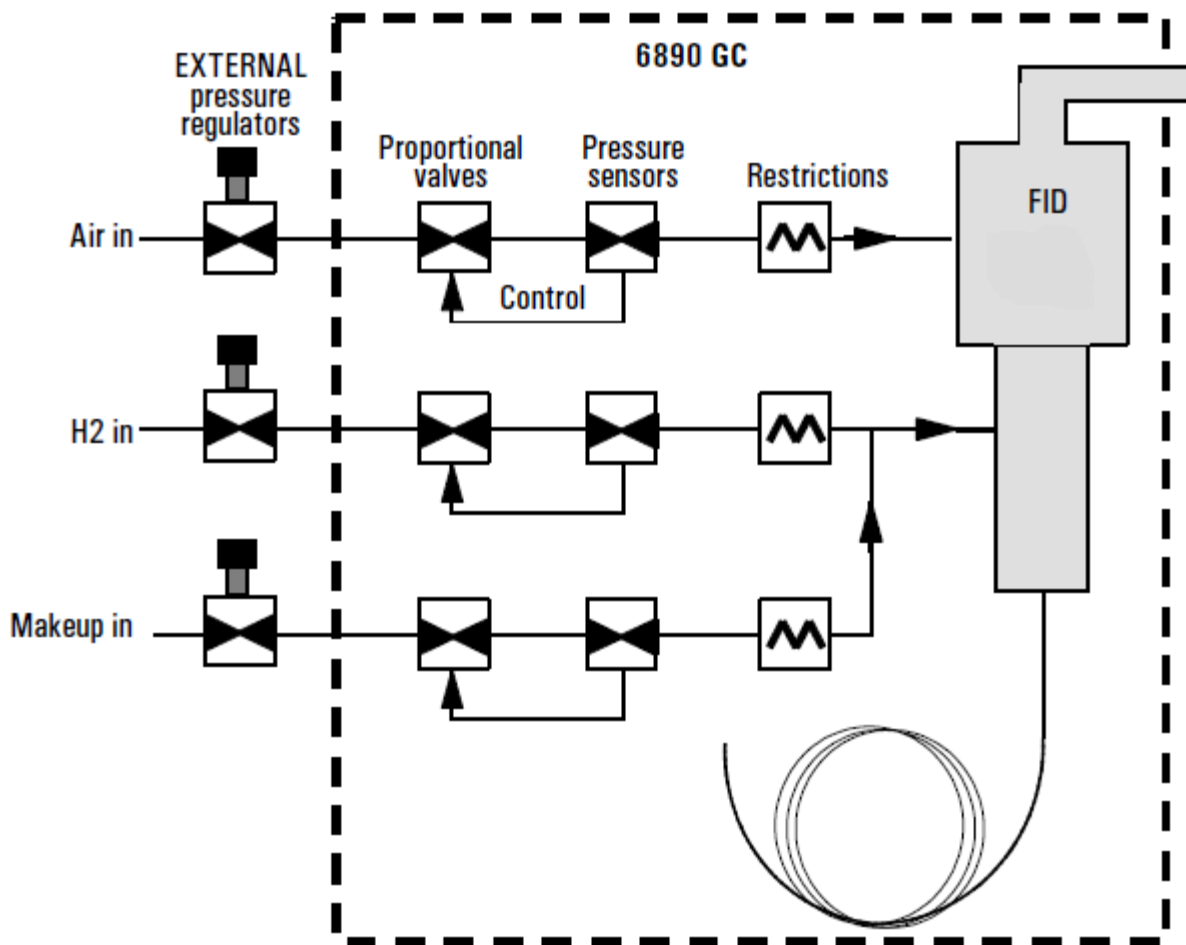 6890 GC
EXTERNAL
pressure
regulators
Proportional
valves
Pressure
sensors
Restrictions
FID
Air in
Control
H2 in
Makeup in